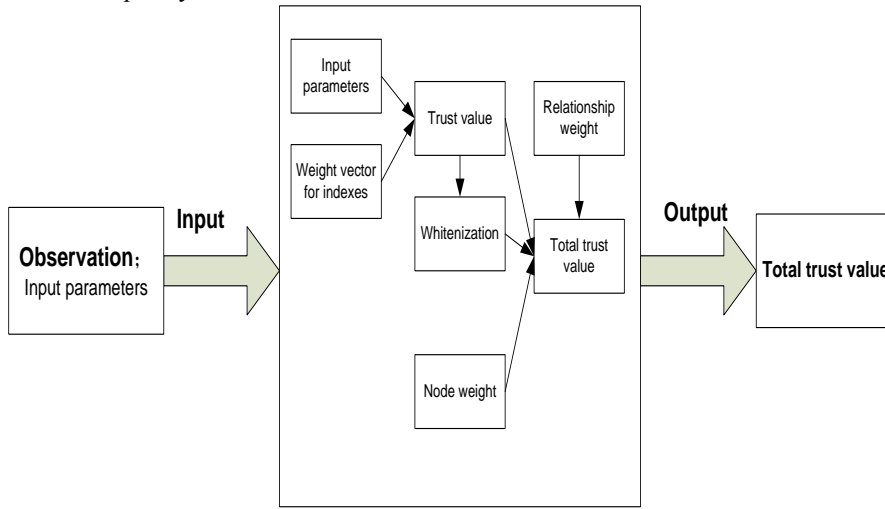 Input
parameters
Trust value
Relationship
weight
Weight vector
for indexes
Input
Observation;
Input parameters
Whitenization
Total trust
value
Output
Total trust value
Node weight